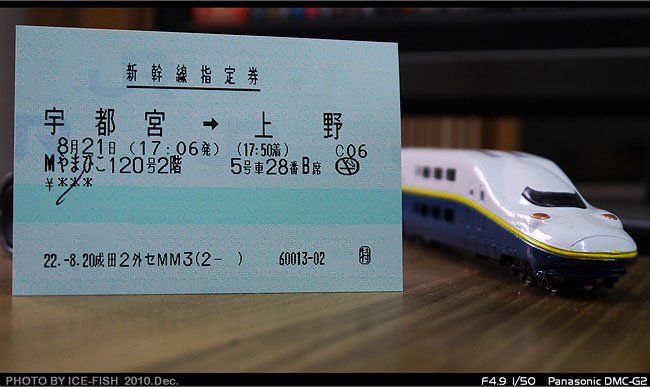 新幹線指定券
宇都宮 → 上野
8月21日 (17:06発) (17:50着) C06
Mやまびこ120号2階 5号車28番B席
¥***
22.-8.20成田2外セMM3(2- ) 60013-02 特
PHOTO BY ICE-FISH 2010.Dec. F4.9 1/50 Panasonic DMC-G2